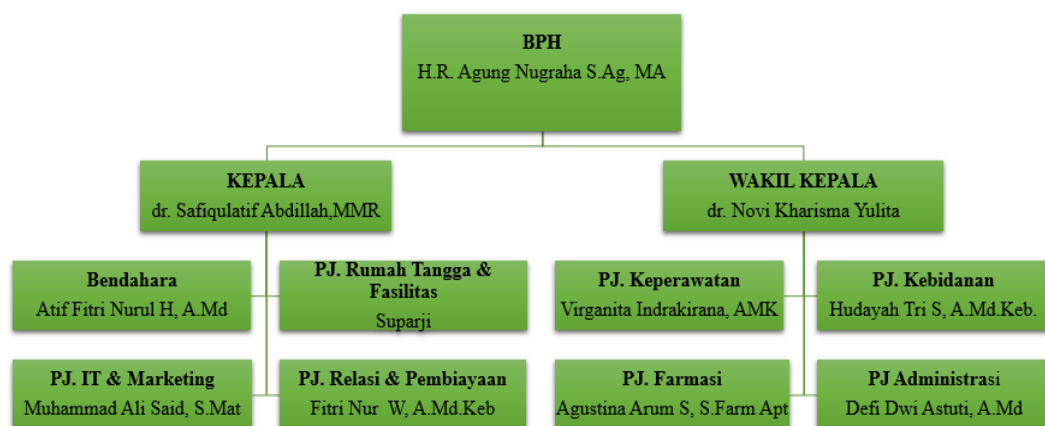 BPH
H.R. Agung Nugraha S.Ag, MA
KEPALA
dr. Safiqulatif Abdillah,MMR
WAKIL KEPALA
dr. Novi Kharisma Yulita
Bendahara
Atif Fitri Nurul H, A.Md
PJ. Rumah Tangga &
Fasilitas
Suparji
PJ. Keperawatan
Virganita Indrakirana, AMK
PJ. Kebidanan
Hudayah Tri S, A.Md.Keb.
PJ. IT & Marketing
Muhammad Ali Said, S.Mat
PJ. Relasi & Pembiayaan
Fitri Nur W, A.Md.Keb
PJ. Farmasi
Agustina Arum S, S.Farm Apt
PJ Administrasi
Defi Dwi Astuti, A.Md